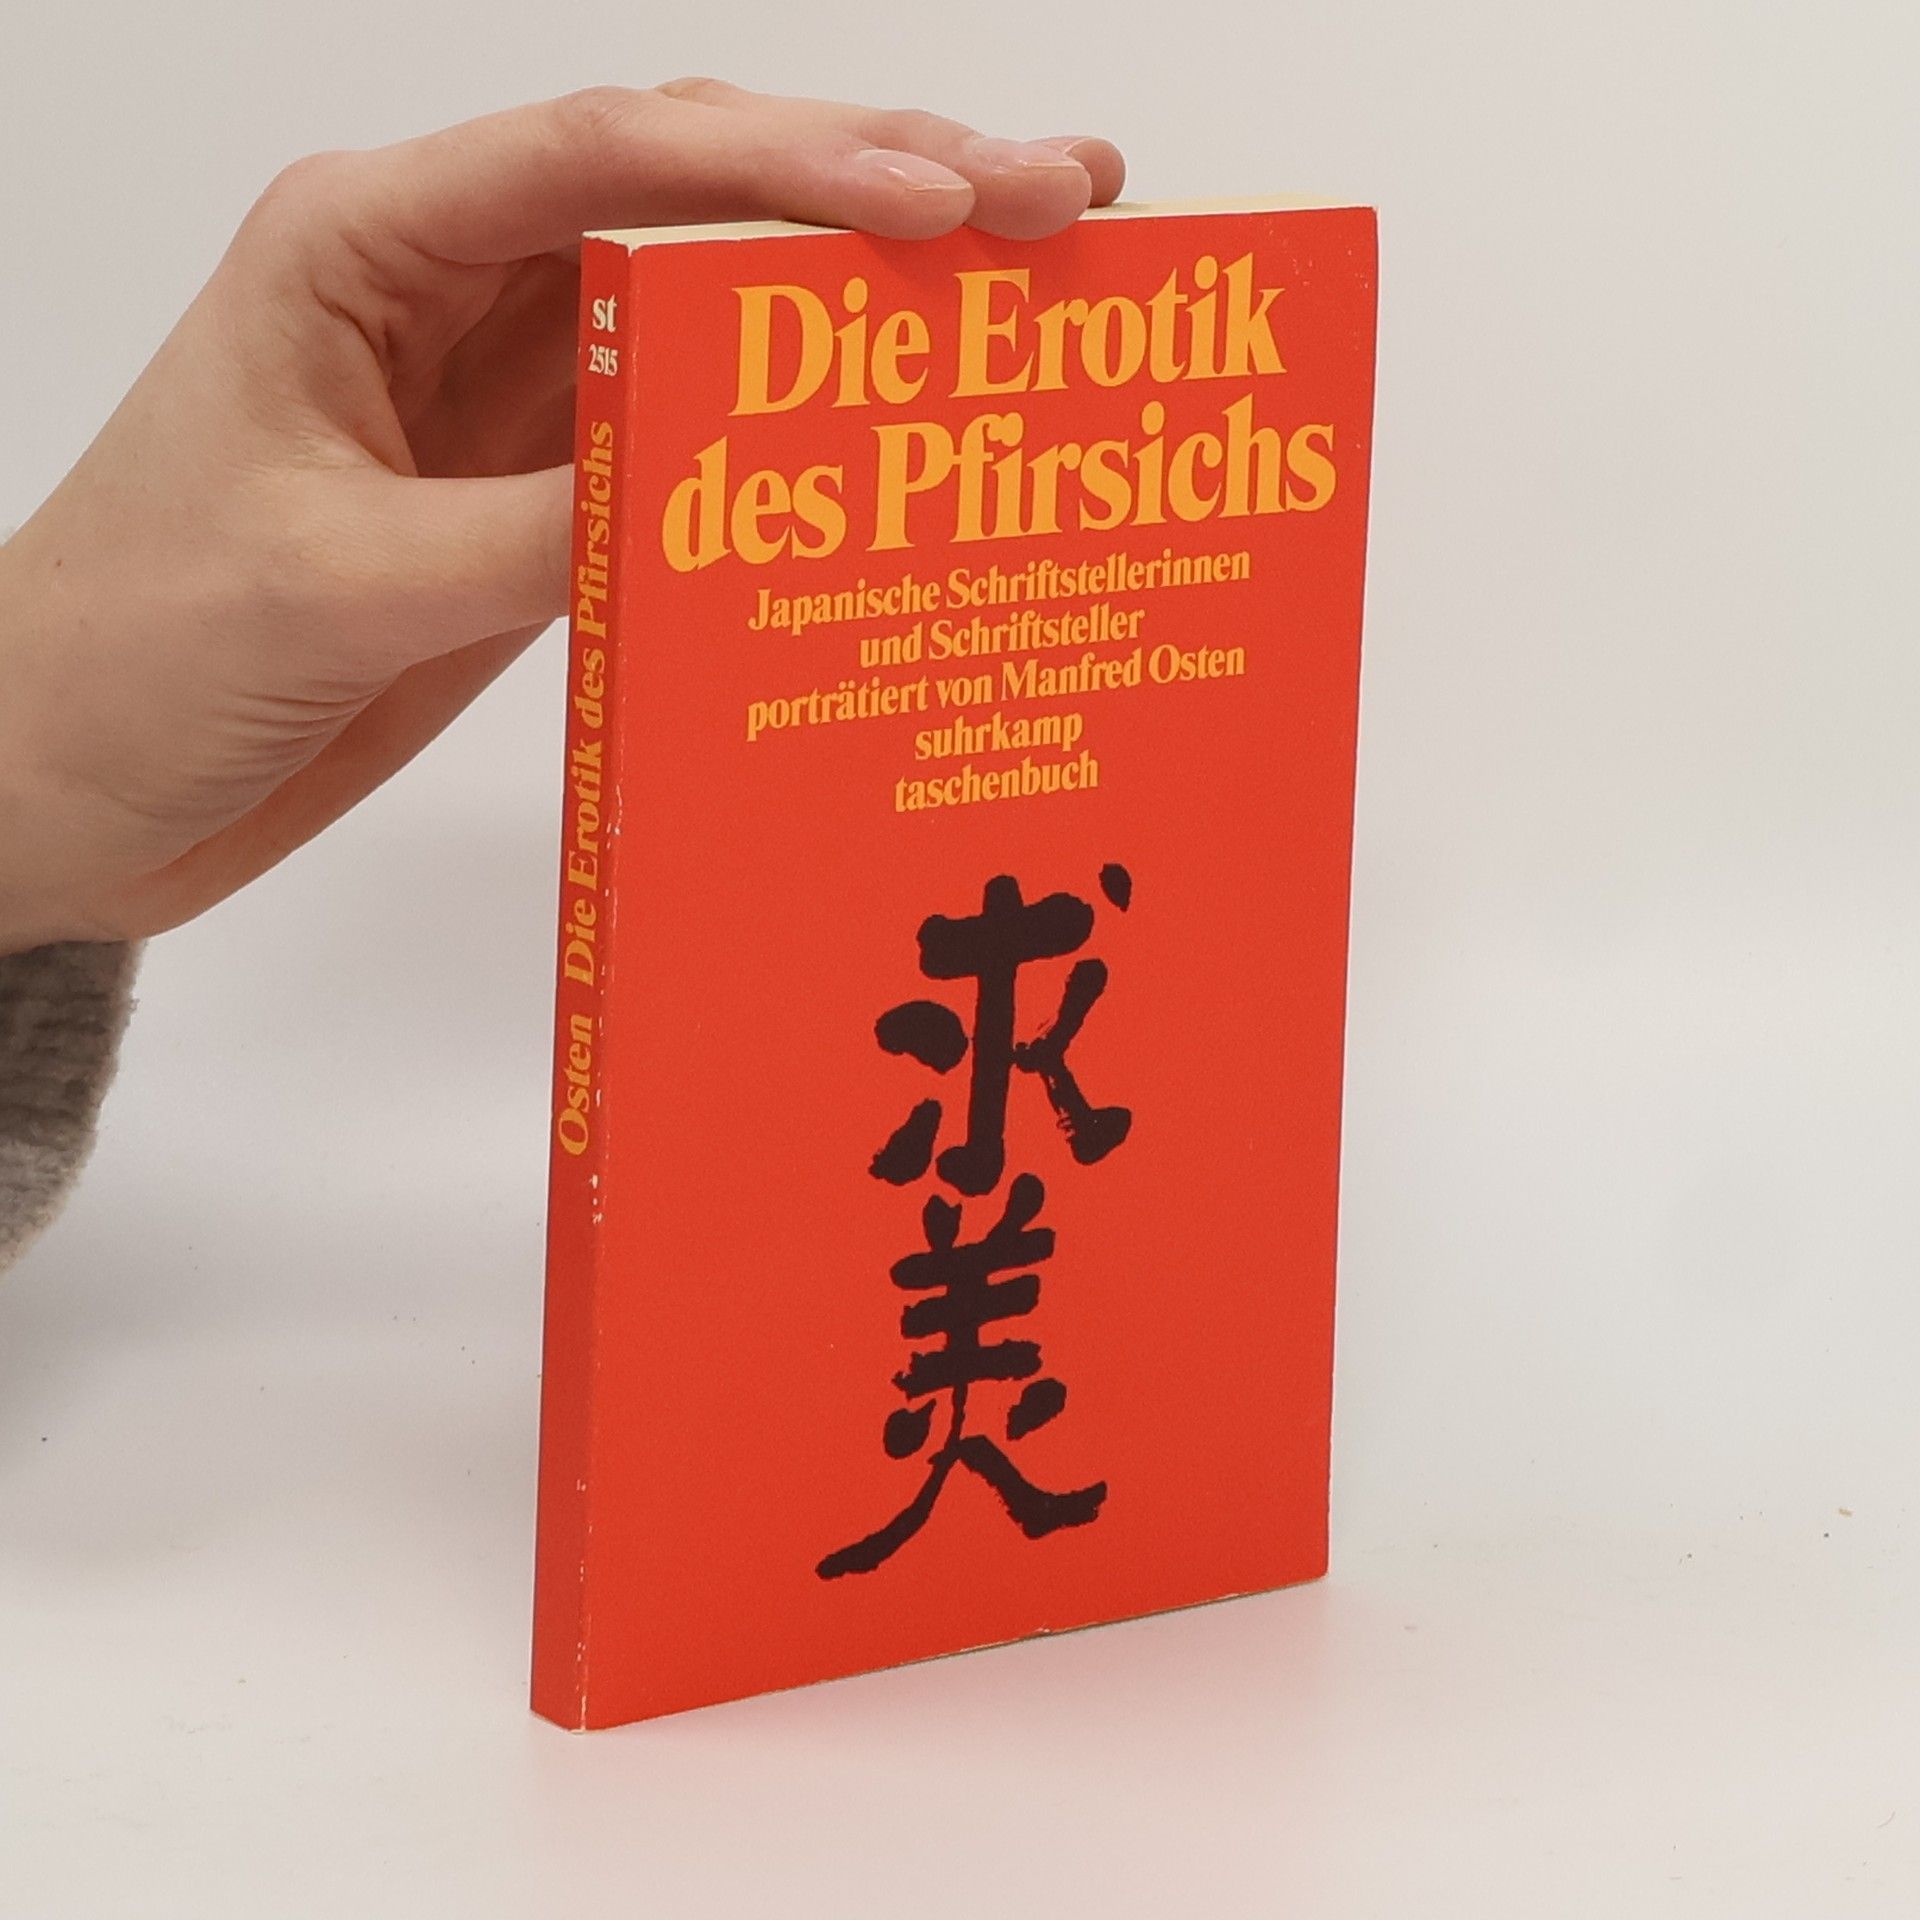 st
2515
Osten Die Erotik des Pfirsichs
Die Erotik
des Pfirsichs
Japanische Schriftstellerinnen
und Schriftsteller
porträtiert von Manfred Osten
suhrkamp
taschenbuch
求
美